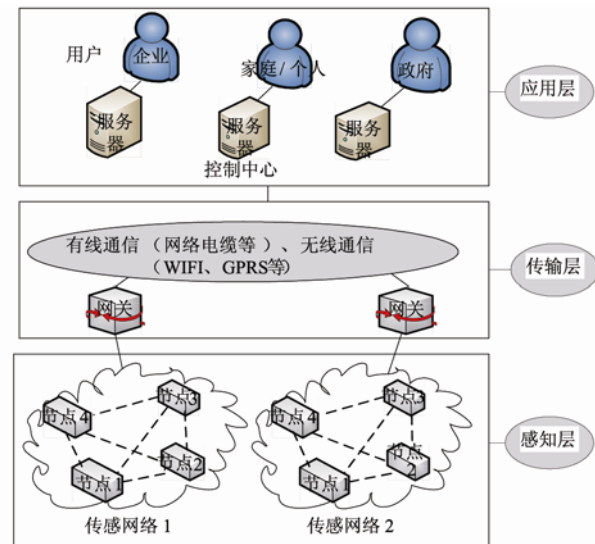 用户
企业
家庭/个人
政府
应用层
服务
器
服务
器
服务
器
控制中心
有线通信（网络电缆等）、无线通信
（WIFI、GPRS等）
传输层
网关
网关
节点4
节点3
节点2
节点1
节点4
节点3
节点
2
节点1
感知层
传感网络 1
传感网络 2